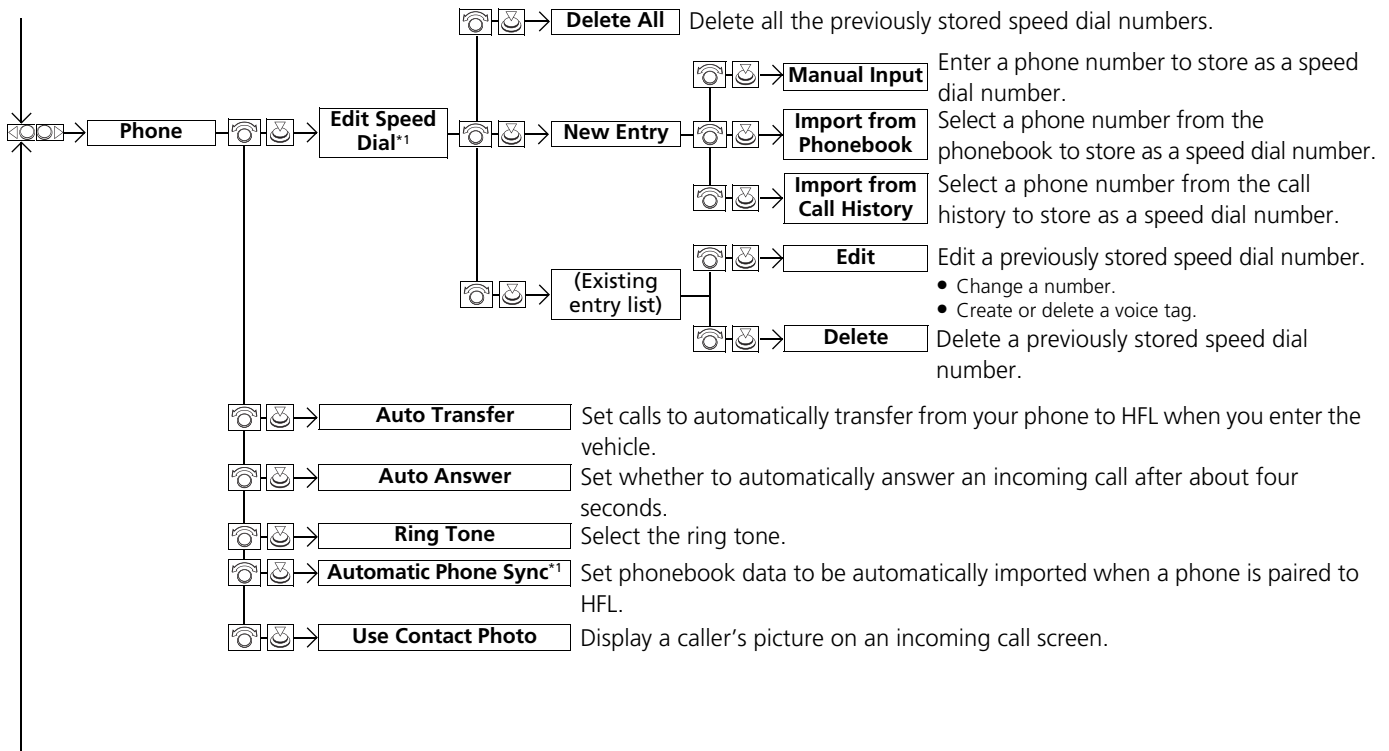 Delete All
Delete all the previously stored speed dial numbers.
Manual Input
Enter a phone number to store as a speed
dial number.
Phone
Edit Speed
Dial*1
New Entry
Import from
Phonebook
Select a phone number from the
phonebook to store as a speed dial number.
Import from
Call History
Select a phone number from the call
history to store as a speed dial number.
(Existing
entry list)
Edit
Edit a previously stored speed dial number.
• Change a number.
• Create or delete a voice tag.
Delete
Delete a previously stored speed dial
number.
Auto Transfer
Set calls to automatically transfer from your phone to HFL when you enter the
vehicle.
Auto Answer
Set whether to automatically answer an incoming call after about four
seconds.
Ring Tone
Select the ring tone.
Automatic Phone Sync*1
Set phonebook data to be automatically imported when a phone is paired to
HFL.
Use Contact Photo
Display a caller’s picture on an incoming call screen.